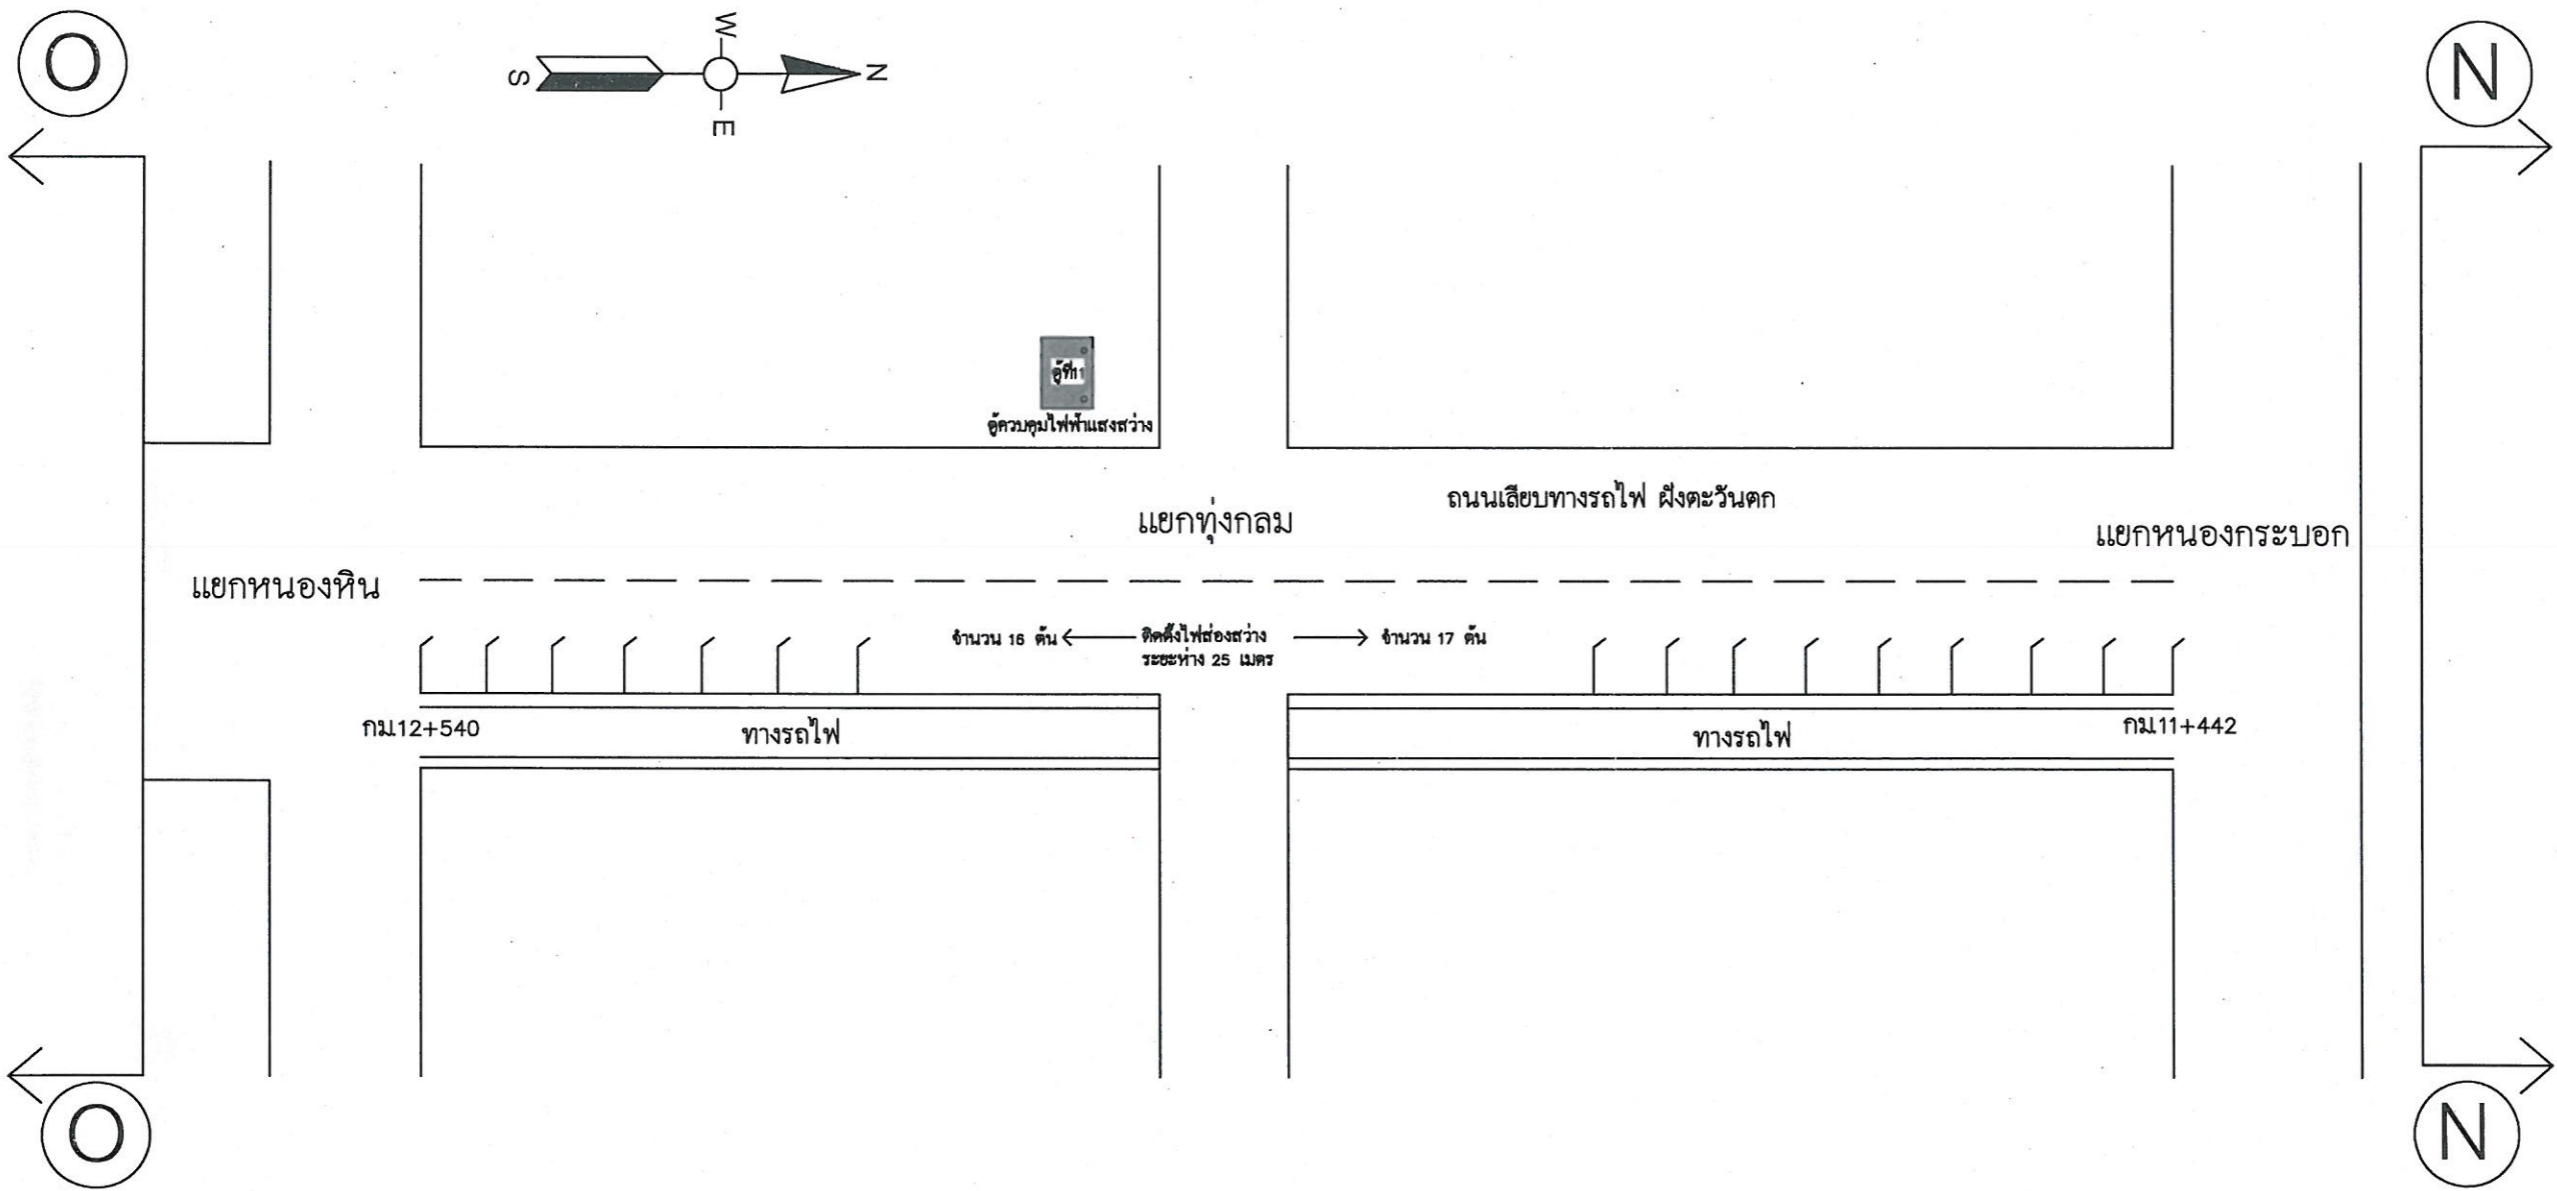 O
N
W
S
N
E
ตู้ที่11
ตู้ควบคุมไฟฟ้าแสงสว่าง
ถนนเลียบทางรถไฟ ฝั่งตะวันตก
แยกทุ่งกลม
แยกหนองกระบอก
แยกหนองหิน
จำนวน 16 ต้น
ติดตั้งไฟส่องสว่าง
ระยะห่าง 25 เมตร
จำนวน 17 ต้น
กม.12+540
ทางรถไฟ
ทางรถไฟ
กม.11+442
O
N